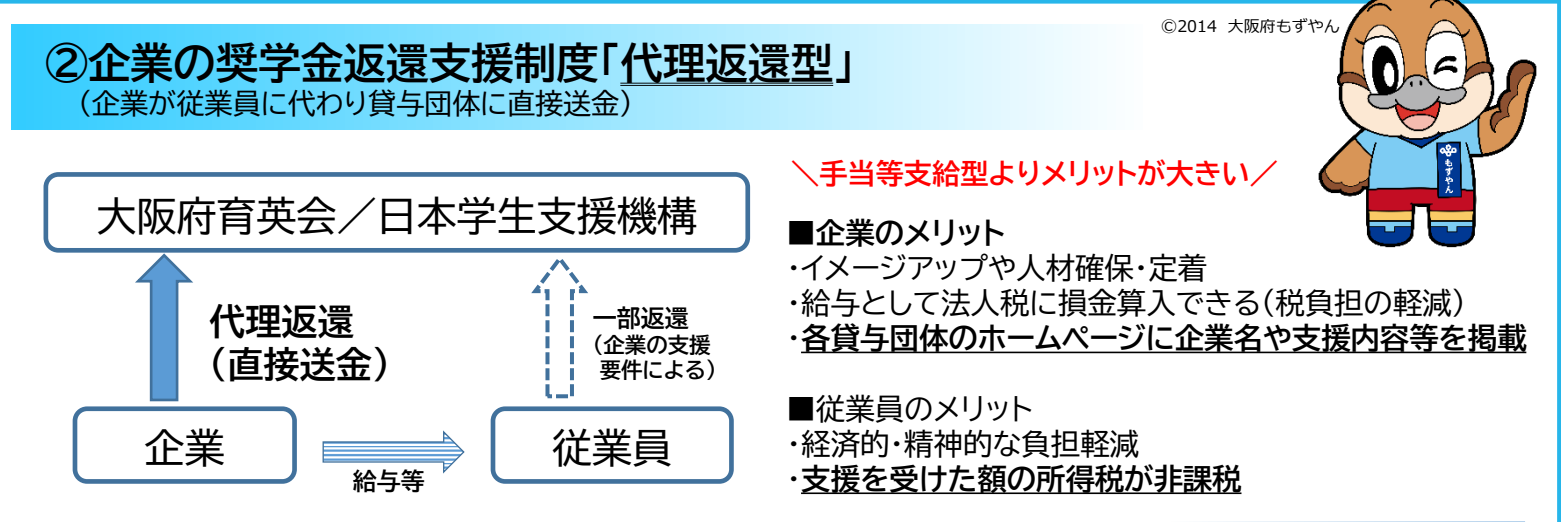 ©2014 大阪府もずやん
②企業の奨学金返還支援制度「代理返還型」
(企業が従業員に代わり貸与団体に直接送金)
大阪府育英会／日本学生支援機構
代理返還
(直接送金)
一部返還
(企業の支援
要件による)
企業
給与等
従業員
＼手当等支給型よりメリットが大きい／
■企業のメリット
・イメージアップや人材確保・定着
・給与として法人税に損金算入できる(税負担の軽減)
・各貸与団体のホームページに企業名や支援内容等を掲載
■従業員のメリット
・経済的・精神的な負担軽減
・支援を受けた額の所得税が非課税
もずやん